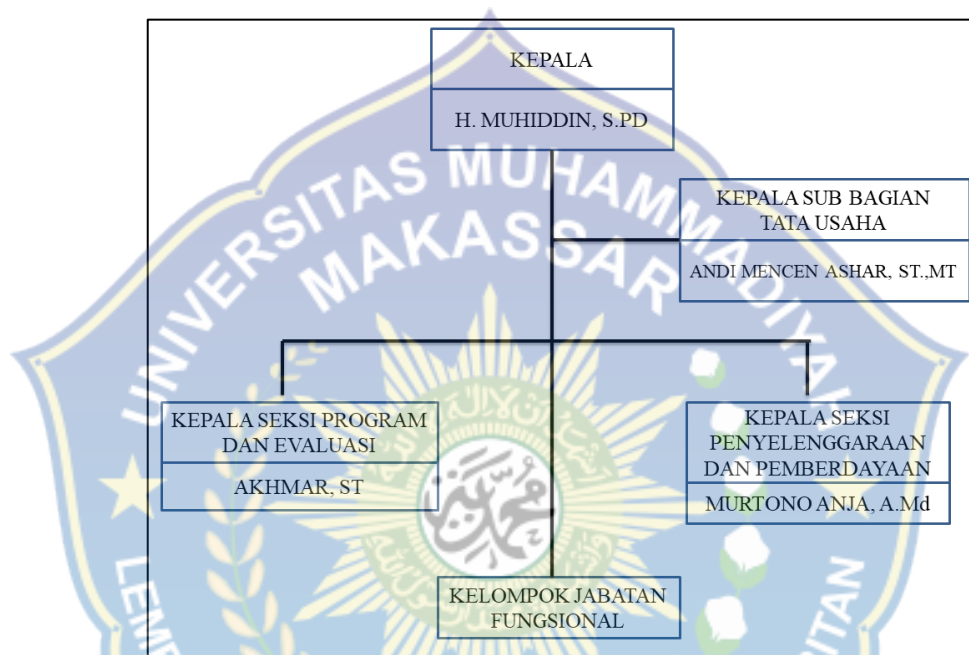 KEPALA
H. MUHIDDIN, S.PD
KEPALA SUB BAGIAN
TATA USAHA
ANDI MENCEN ASHAR, ST.,MT
KEPALA SEKSI PROGRAM
DAN EVALUASI
AKHMAR, ST
KEPALA SEKSI
PENYELENGGARAAN
DAN PEMBERDAYAAN
MURTONO ANJA, A.Md
KELOMPOK JABATAN
FUNGSIONAL
UNIVERSITAS MUHAMMADIYAH
MAKASSAR